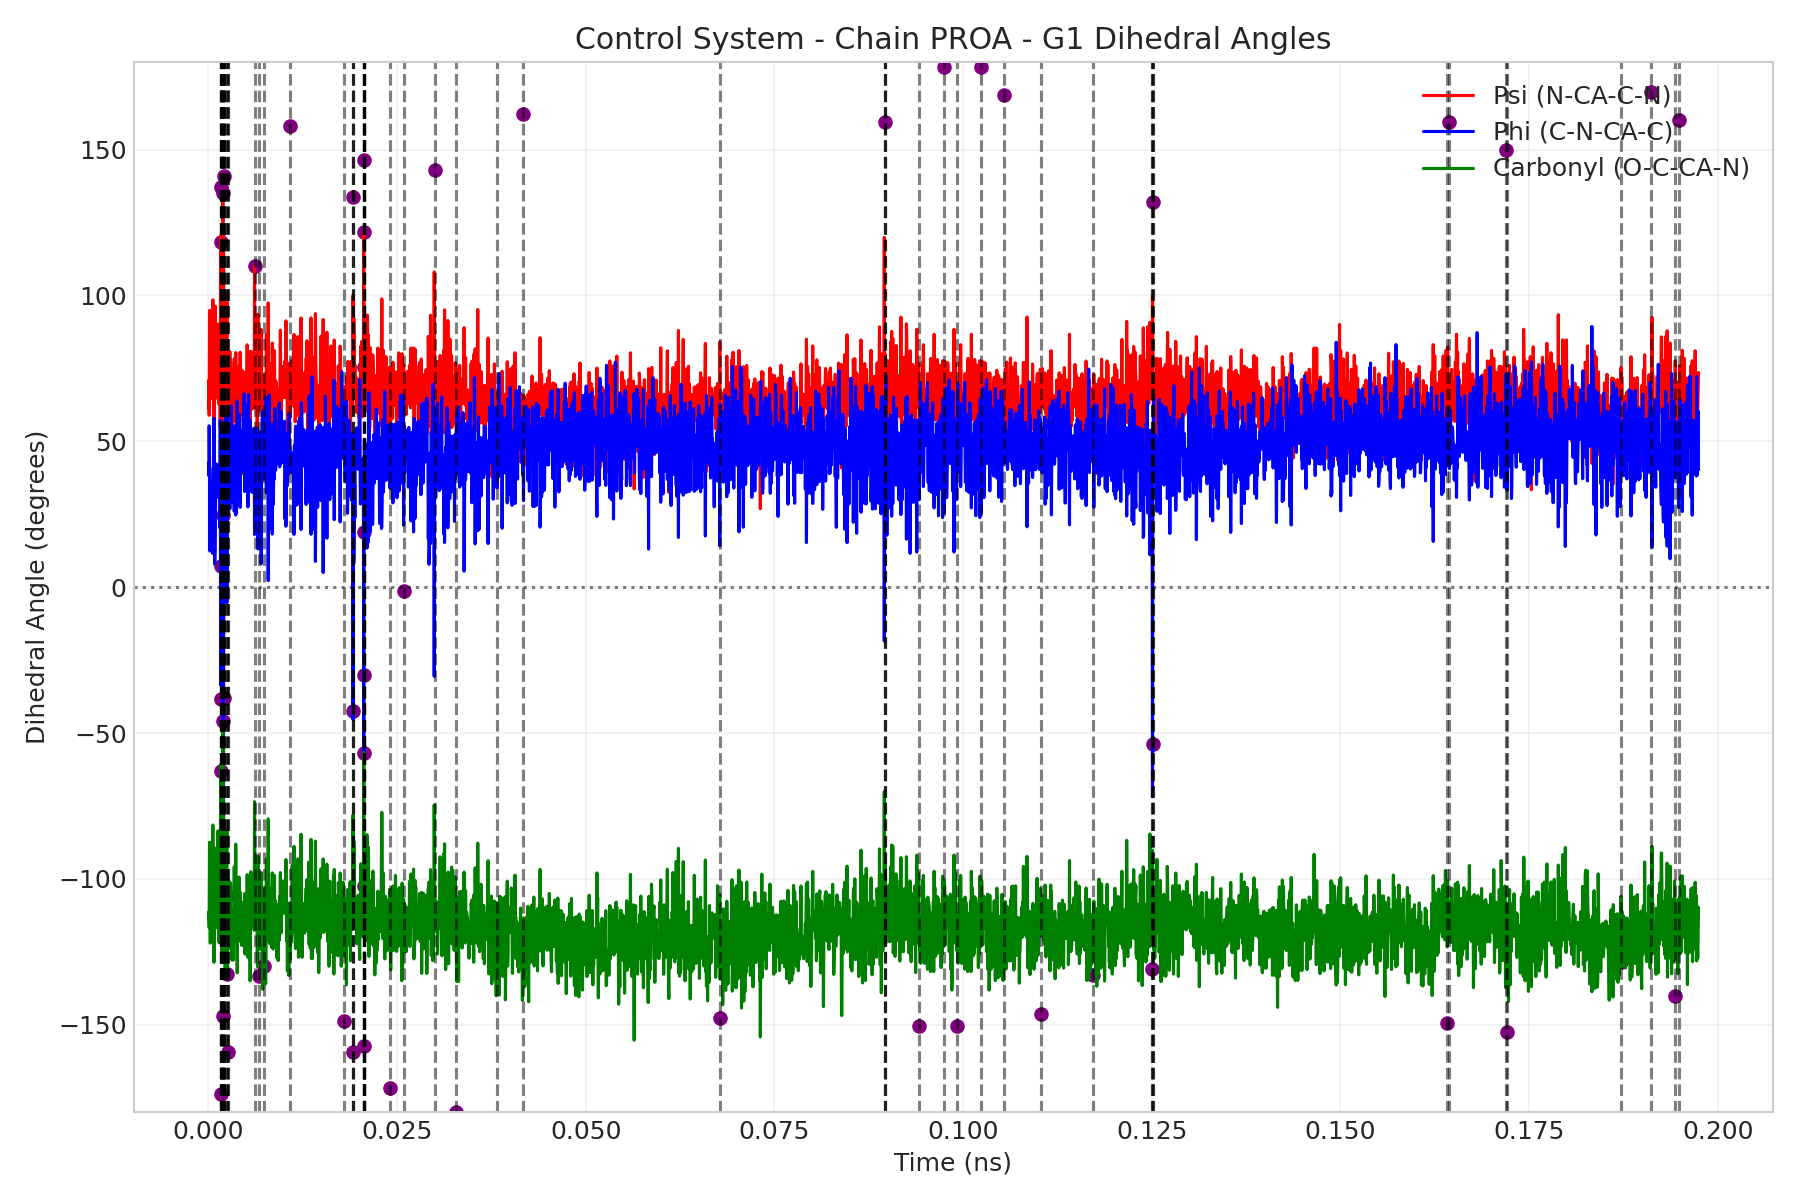 Control System - Chain PROA - G1 Dihedral Angles
Psi (N-CA-C-N)
Phi (C-N-CA-C)
Carbonyl (O-C-CA-N)
Dihedral Angle (degrees)
150
100
50
0
−50
−100
−150
0.000 0.025 0.050 0.075 0.100 0.125 0.150 0.175 0.200
Time (ns)